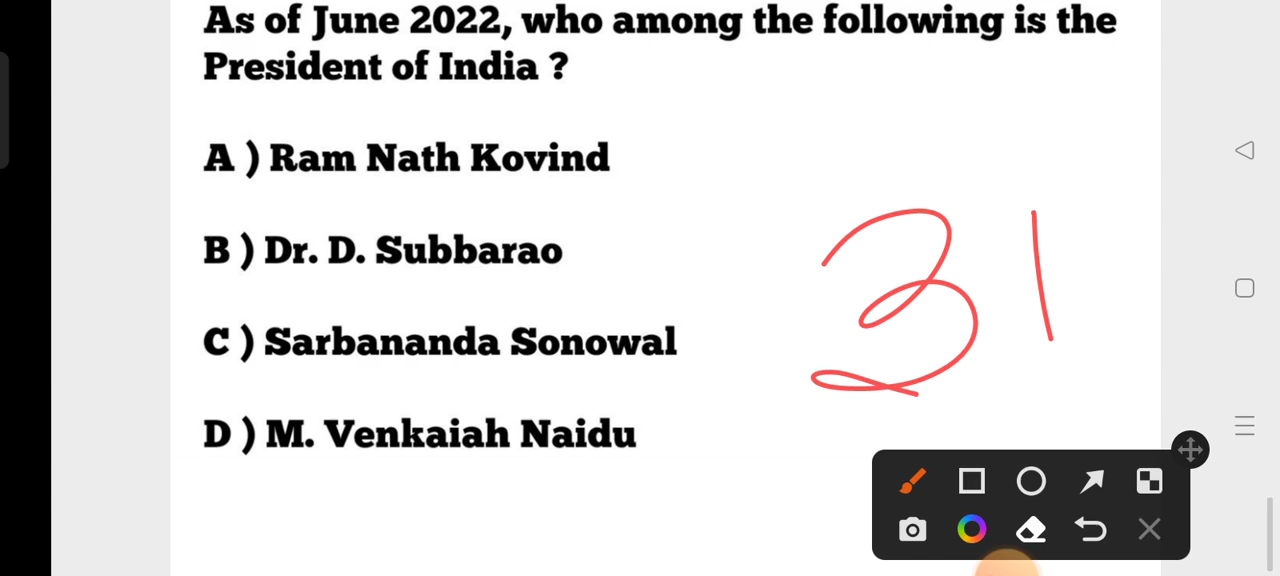 As of June 2022, who among the following is the
President of India ?
A ) Ram Nath Kovind
B ) Dr. D. Subbarao
31
C ) Sarbananda Sonowal
D ) M. Venkaiah Naidu